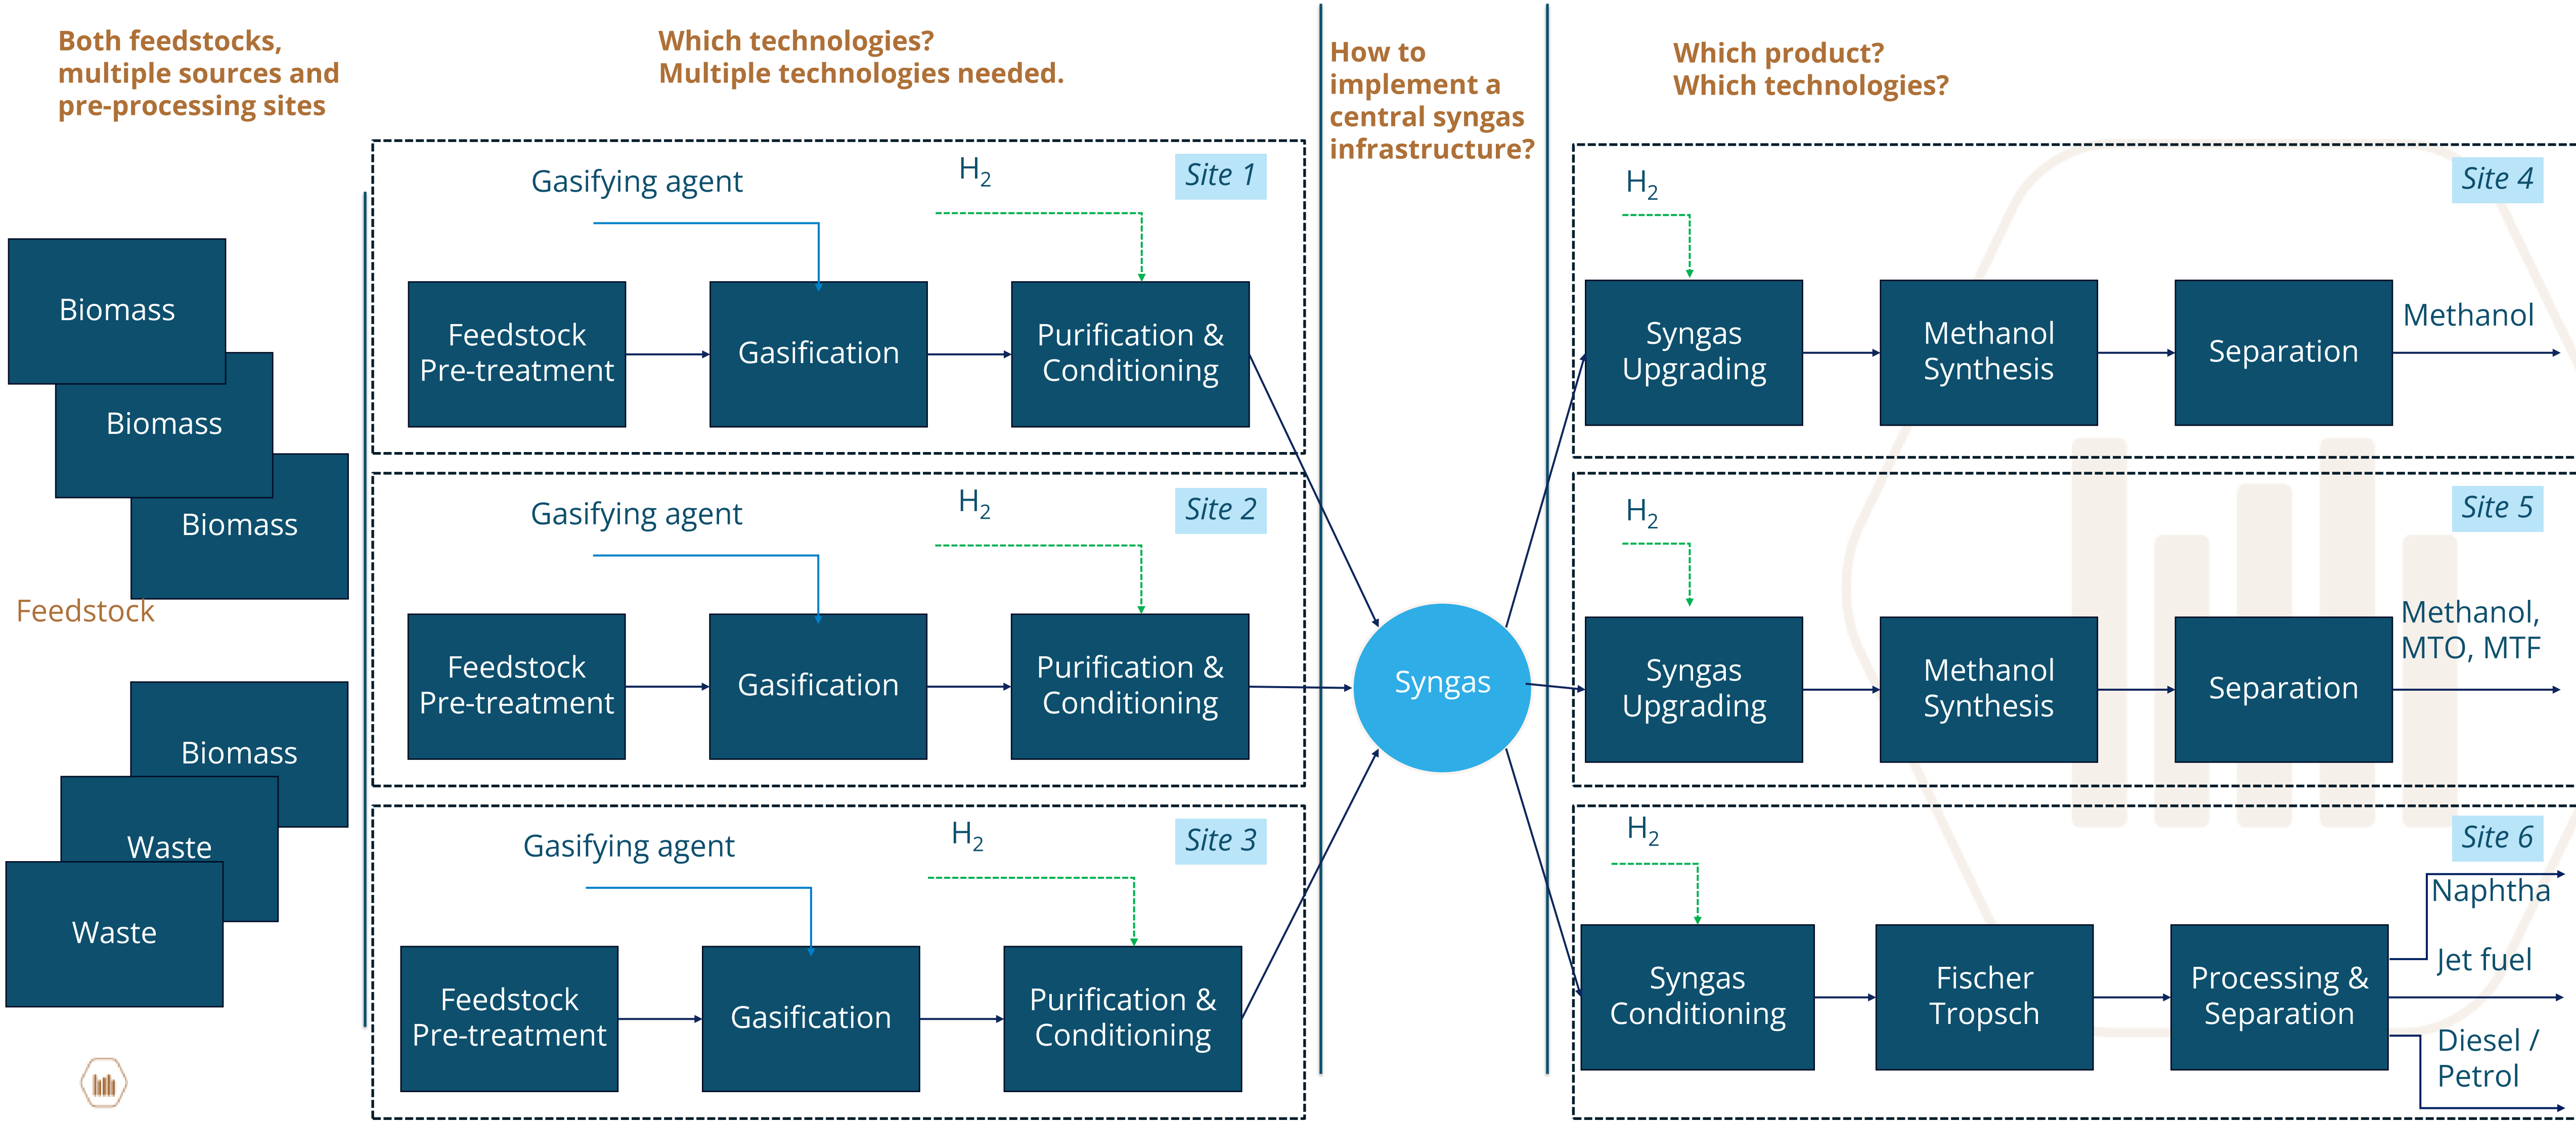 Both feedstocks,
multiple sources and
pre-processing sites
Which technologies?
Multiple technologies needed.
How to
implement a
central syngas
infrastructure?
Which product?
Which technologies?
Biomass
Biomass
Biomass
Feedstock
Biomass
Waste
Waste
Gasifying agent
H2
Site 1
Feedstock
Pre-treatment
Gasification
Purification &
Conditioning
Gasifying agent
H2
Site 2
Feedstock
Pre-treatment
Gasification
Purification &
Conditioning
Gasifying agent
H2
Site 3
Feedstock
Pre-treatment
Gasification
Purification &
Conditioning
Syngas
H2
Site 4
Syngas
Upgrading
Methanol
Synthesis
Separation
Methanol
H2
Site 5
Syngas
Upgrading
Methanol
Synthesis
Separation
Methanol,
MTO, MTF
H2
Site 6
Syngas
Conditioning
Fischer
Tropsch
Processing &
Separation
Naphtha
Jet fuel
Diesel /
Petrol